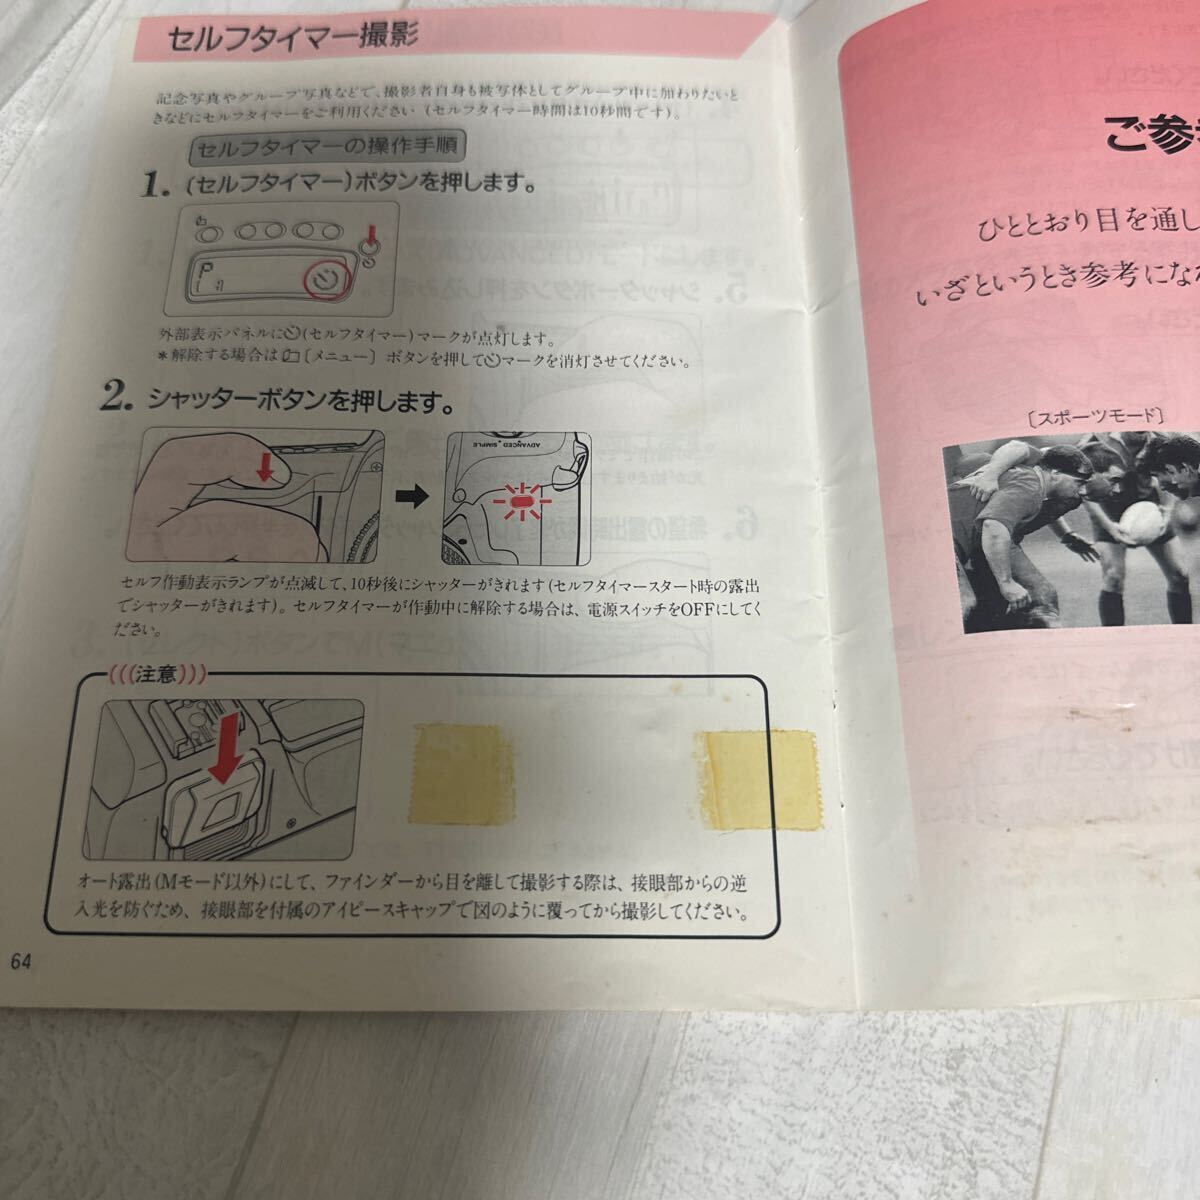 セルフタイマー撮影
記念写真やグループ写真などで、撮影者自身も被写体としてグループ中に加わりたいと
きなどにセルフタイマーをご利用ください (セルフタイマー時間は10秒間です)。
セルフタイマーの操作手順
1. (セルフタイマー)ボタンを押します。
P
外部表示パネルに(セルフタイマー)マークが点灯します。
*解除する場合は〔メニュー〕ボタンを押してマークを消灯させてください。
2. シャッターボタンを押します。
ADVANCED SIMPLE
セルフ作動表示ランプが点滅して、10秒後にシャッターがきれます(セルフタイマースタート時の露出
でシャッターがきれます)。セルフタイマーが作動中に解除する場合は、電源スイッチをOFFにしてく
ださい。
(((注意)))
オート露出(Mモード以外)にして、ファインダーから目を離して撮影する際は、接眼部からの逆
入光を防ぐため、接眼部を付属のアイピースキャップで図のように覆ってから撮影してください。
64
ご参
ひととおり目を通し
いざというとき参考にな
〔スポーツモード〕